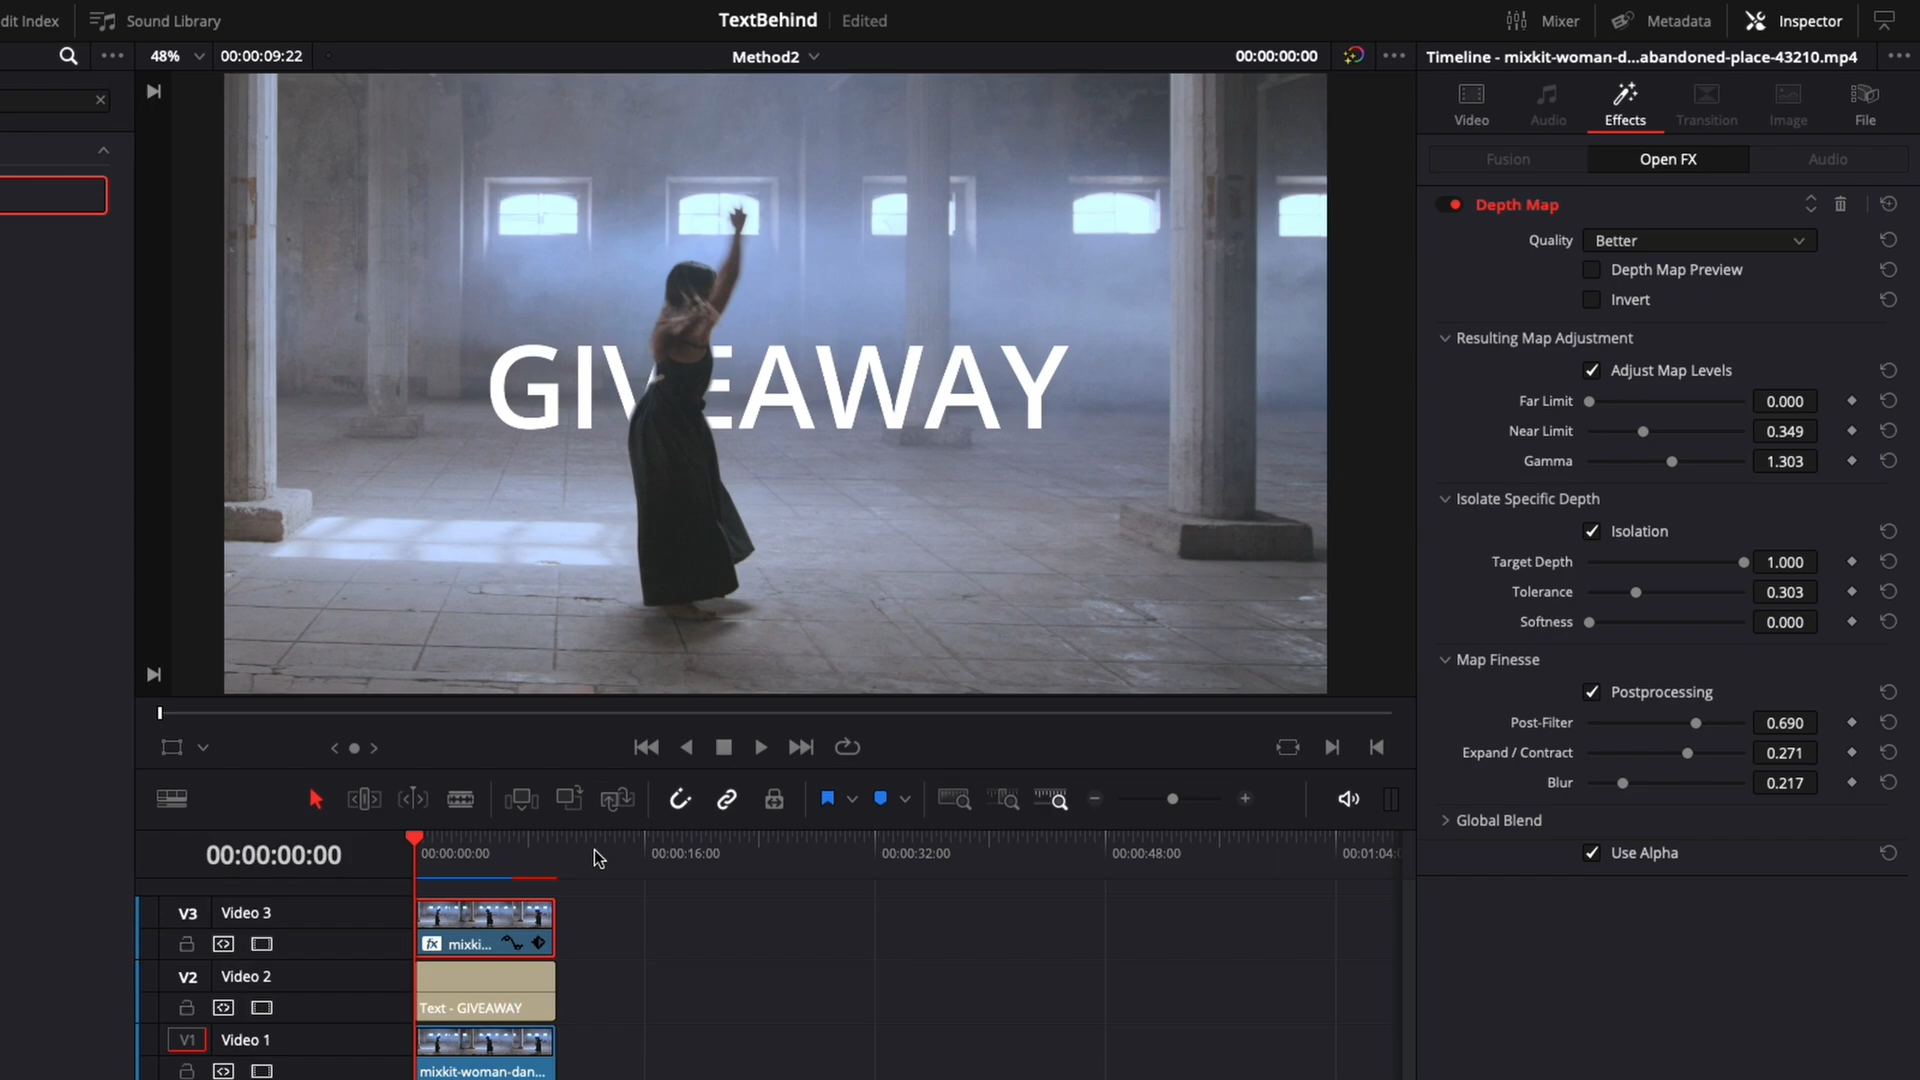 dit Index
Sound Library
TextBehind
Edited
Mixer
Metadata
Inspector
48%
00:00:09:22
Method2
00:00:00:00
Timeline - mixkit-woman-d...abandoned-place-43210.mp4
Video
Audio
Effects
Transition
Image
File
Fusion
Open FX
Audio
Depth Map
Quality
Better
Depth Map Preview
Invert
Resulting Map Adjustment
Adjust Map Levels
Far Limit
0.000
Near Limit
0.349
Gamma
1.303
Isolate Specific Depth
Isolation
Target Depth
1.000
Tolerance
0.303
Softness
0.000
Map Finesse
Postprocessing
Post-Filter
0.690
Expand / Contract
0.271
Blur
0.217
Global Blend
Use Alpha
GIVEAWAY
00:00:00:00
00:00:00:00
00:00:16:00
00:00:32:00
00:00:48:00
00:01:04:
V3
Video 3
fx
mixki...
V2
Video 2
Text - GIVEAWAY
V1
Video 1
mixkit-woman-dan...